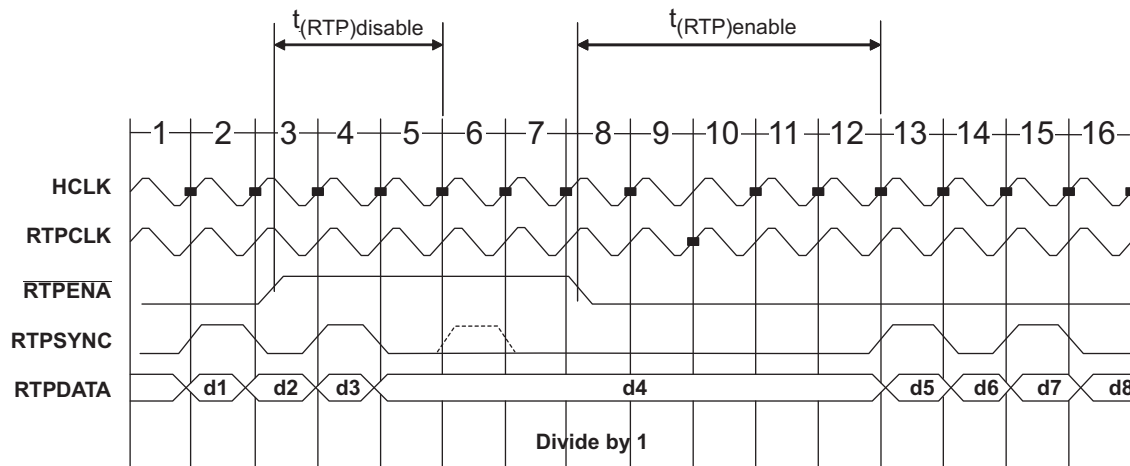 t(RTP)disable
t(RTP)enable
1 2 3 4 5 6 7 8 9 10 11 12 13 14 15 16
HCLK
RTPCLK
RTPENA
RTPSYNC
RTPDATA d1 d2 d3 d4 d5 d6 d7 d8
Divide by 1